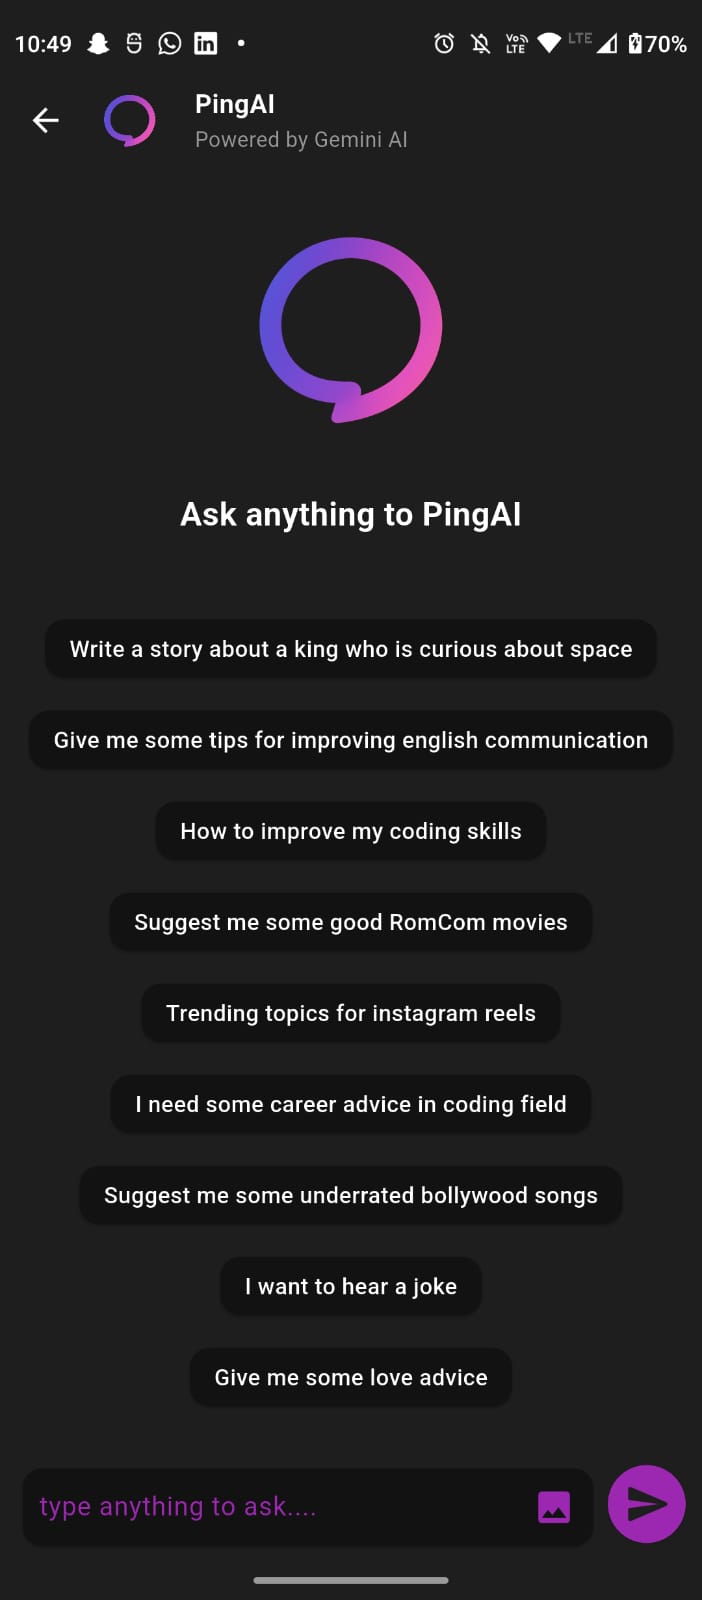 10:49
Vo)) LTE
LTE
70%
PingAI
Powered by Gemini AI
Ask anything to PingAI
Write a story about a king who is curious about space
Give me some tips for improving english communication
How to improve my coding skills
Suggest me some good RomCom movies
Trending topics for instagram reels
I need some career advice in coding field
Suggest me some underrated bollywood songs
I want to hear a joke
Give me some love advice
type anything to ask....